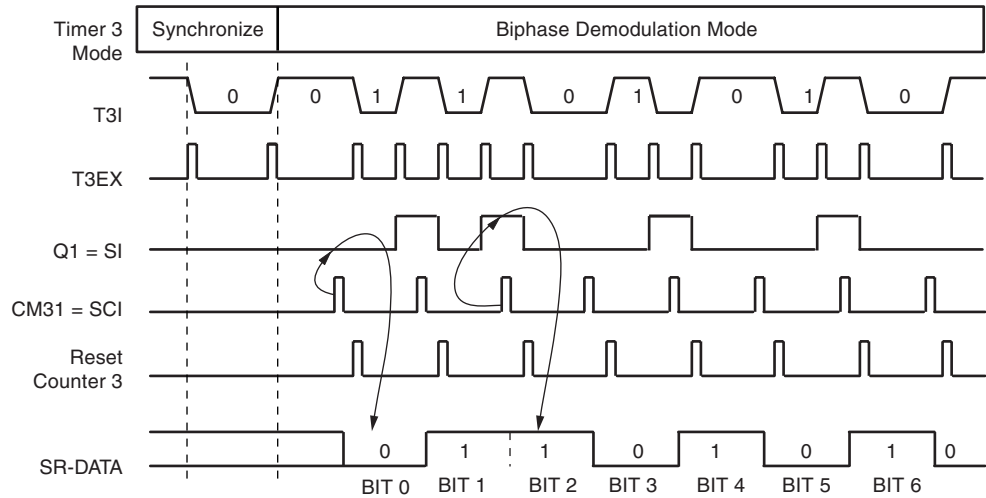 Timer 3
Mode
Synchronize
Biphase Demodulation Mode
T3I
0 0 1 1 0 1 0 1 0
T3EX
Q1 = SI
CM31 = SCI
Reset
Counter 3
SR-DATA
0 1 1 0 1 0 1 0
BIT 0 BIT 1 BIT 2 BIT 3 BIT 4 BIT 5 BIT 6